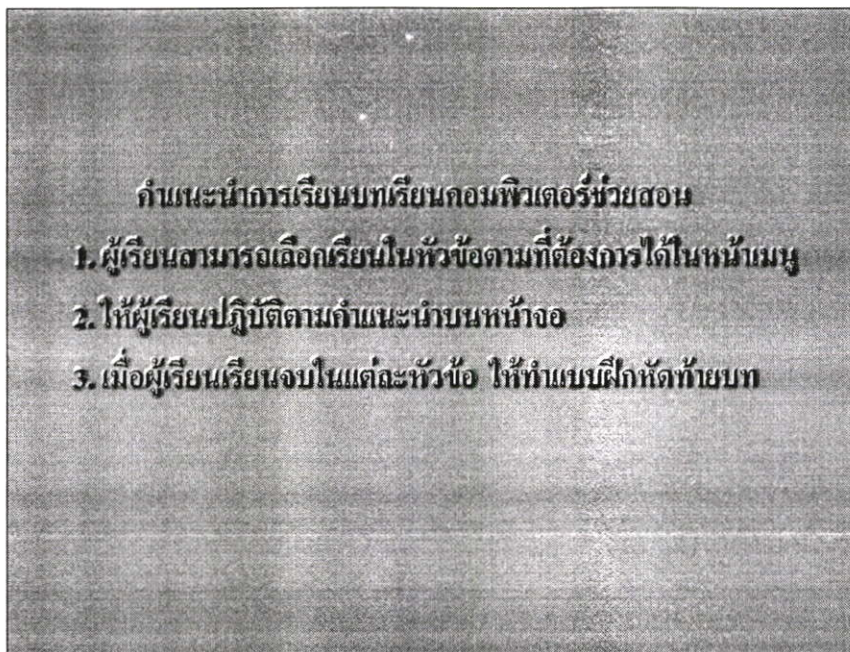 คำแนะนำการเรียนบทเรียนคอมพิวเตอร์ช่วยสอน
1. ผู้เรียนสามารถเลือกเรียนในหัวข้อตามที่ต้องการได้ในหน้าเมนู
2. ให้ผู้เรียนปฎิบัติตามคำแนะนำบนหน้าจอ
3. เมื่อผู้เรียนเรียนจบในแต่ละหัวข้อ ให้ทำแบบฝึกหัดท้ายบท